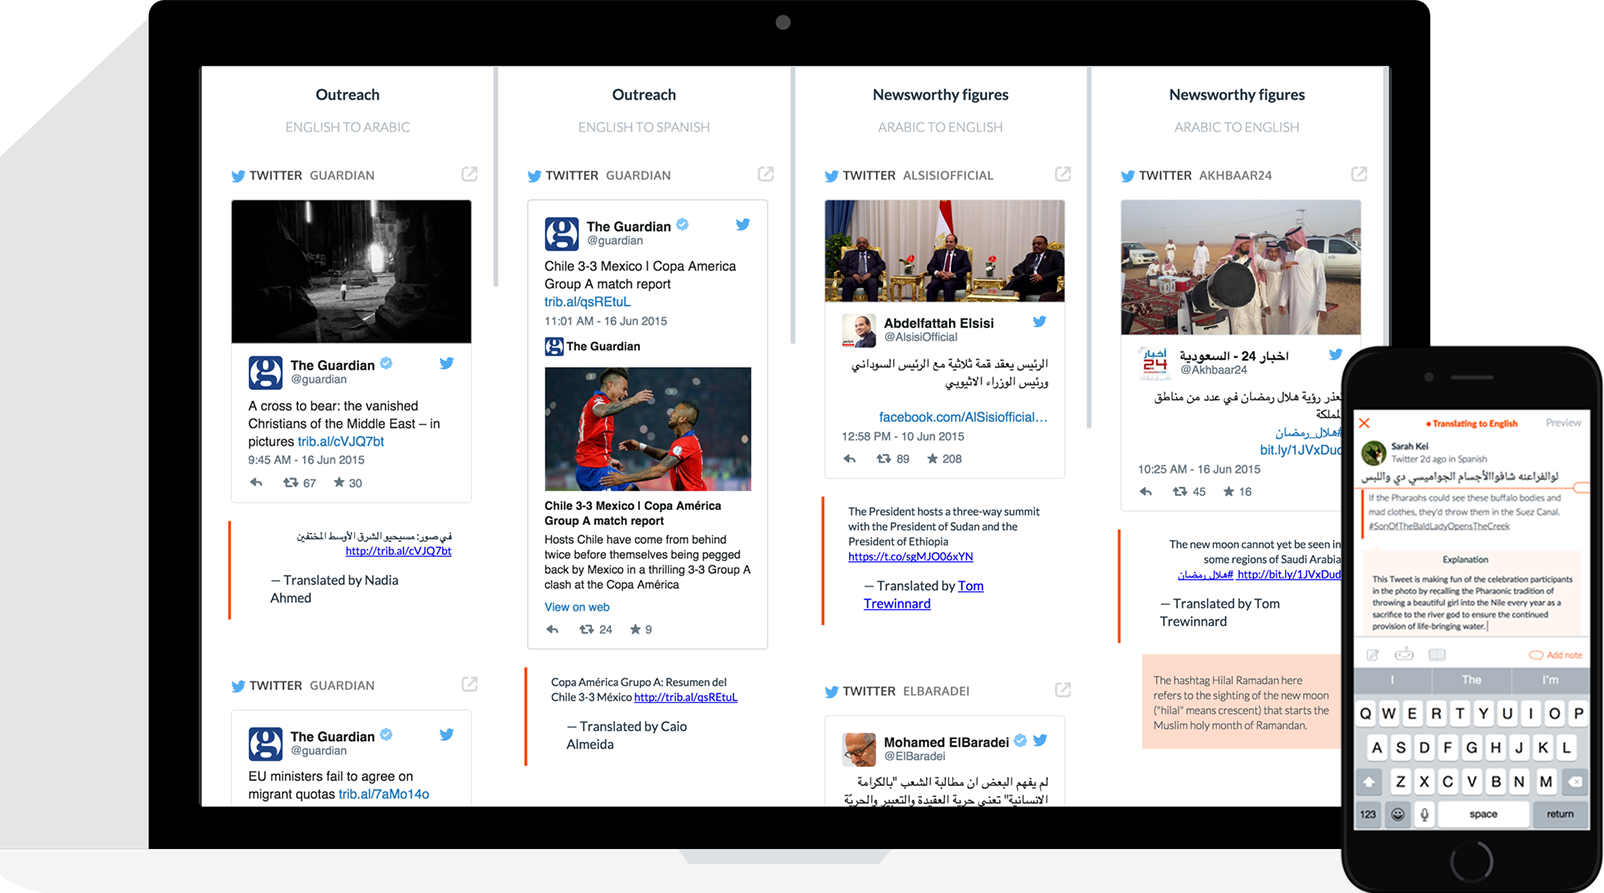 Outreach
ENGLISH TO ARABIC
TWITTER GUARDIAN
The Guardian
@guardian
A cross to bear: the vanished
Christians of the Middle East – in
pictures trib.al/cVJQ7bt
9:45 AM - 16 Jun 2015
67 30
في صور: مسيحيو الشرق الأوسط المختفين
http://trib.al/cVJQ7bt
— Translated by Nadia
Ahmed
TWITTER GUARDIAN
The Guardian
@guardian
EU ministers fail to agree on
migrant quotas trib.al/7aMo14o
Outreach
ENGLISH TO SPANISH
TWITTER GUARDIAN
g The Guardian
@guardian
Chile 3-3 Mexico | Copa America
Group A match report
trib.al/qsREtuL
11:01 AM - 16 Jun 2015
g The Guardian
Chile 3-3 Mexico | Copa América
Group A match report
Hosts Chile have come from behind
twice before themselves being pegged
back by Mexico in a thrilling 3-3 Group A
clash at the Copa América
View on web
24 9
Copa América Grupo A: Resumen del
Chile 3-3 México http://trib.al/qsREtuL
— Translated by Caio
Almeida
Newsworthy figures
ARABIC TO ENGLISH
TWITTER ALSISIOFFICIAL
Abdelfattah Elsisi
@AlsisiOfficial
الرئيس يعقد قمة ثلاثية مع الرئيس السوداني
ورئيس الوزراء الاثيوبي
facebook.com/AlSisiofficial…
12:58 PM - 10 Jun 2015
89 208
The President hosts a three-way summit
with the President of Sudan and the
President of Ethiopia
https://t.co/sgMJO06xYN
— Translated by Tom
Trewinnard
TWITTER ELBARADEI
Mohamed ElBaradei
@ElBaradei
لم يفهم البعض ان مطالبة الشعب "بالكرامة
الانسانية" تعني حرية العقيدة والتعبير والحريّة
Newsworthy figures
ARABIC TO ENGLISH
TWITTER AKHBAAR24
أخبار 24
اخبار 24 - السعودية
@Akhbaar24
تعذر رؤية هلال رمضان في عدد من مناطق
المملكة
#هلال_رمضان
bit.ly/1JVxDud
10:25 AM - 16 Jun 2015
45 16
The new moon cannot yet be seen in
some regions of Saudi Arabia
#هلال_رمضان http://bit.ly/1JVxDud
— Translated by Tom
Trewinnard
The hashtag Hilal Ramadan here
refers to the sighting of the new moon
("hilal" means crescent) that starts the
Muslim holy month of Ramandan.
Translating to English Preview
Sarah Kei
Twitter 2d ago in Spanish
لوالفراعنه شافواالأجسام الجواميسي دي واللبس
If the Pharaohs could see these buffalo bodies and
mad clothes, they'd throw them in the Suez Canal.
#SonOfTheBaldLadyOpensTheCreek
Explanation
This Tweet is making fun of the celebration participants
in the photo by recalling the Pharaonic tradition of
throwing a beautiful girl into the Nile every year as a
sacrifice to the river god to ensure the continued
provision of life-bringing water.
Add note
I The I'm
Q W E R T Y U I O P
A S D F G H J K L
Z X C V B N M
123 space return